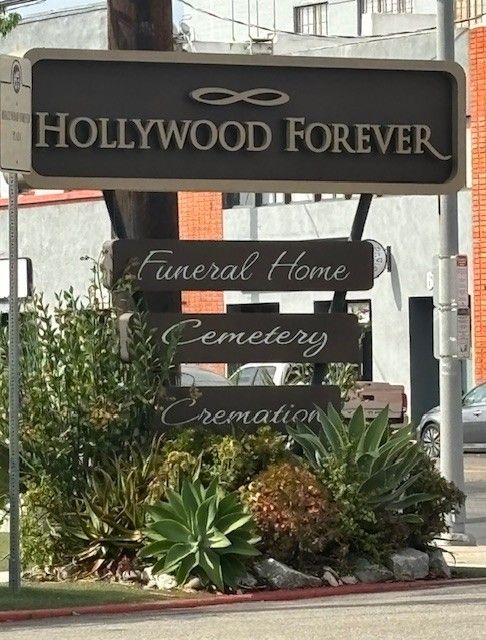 HOLLYWOOD FOREVER
Funeral Home
Cemetery
Cremation